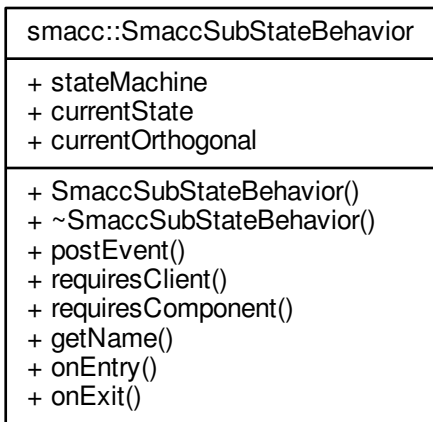 smacc::SmaccSubStateBehavior
+ stateMachine
+ currentState
+ currentOrthogonal
+ SmaccSubStateBehavior()
+ ~SmaccSubStateBehavior()
+ postEvent()
+ requiresClient()
+ requiresComponent()
+ getName()
+ onEntry()
+ onExit()